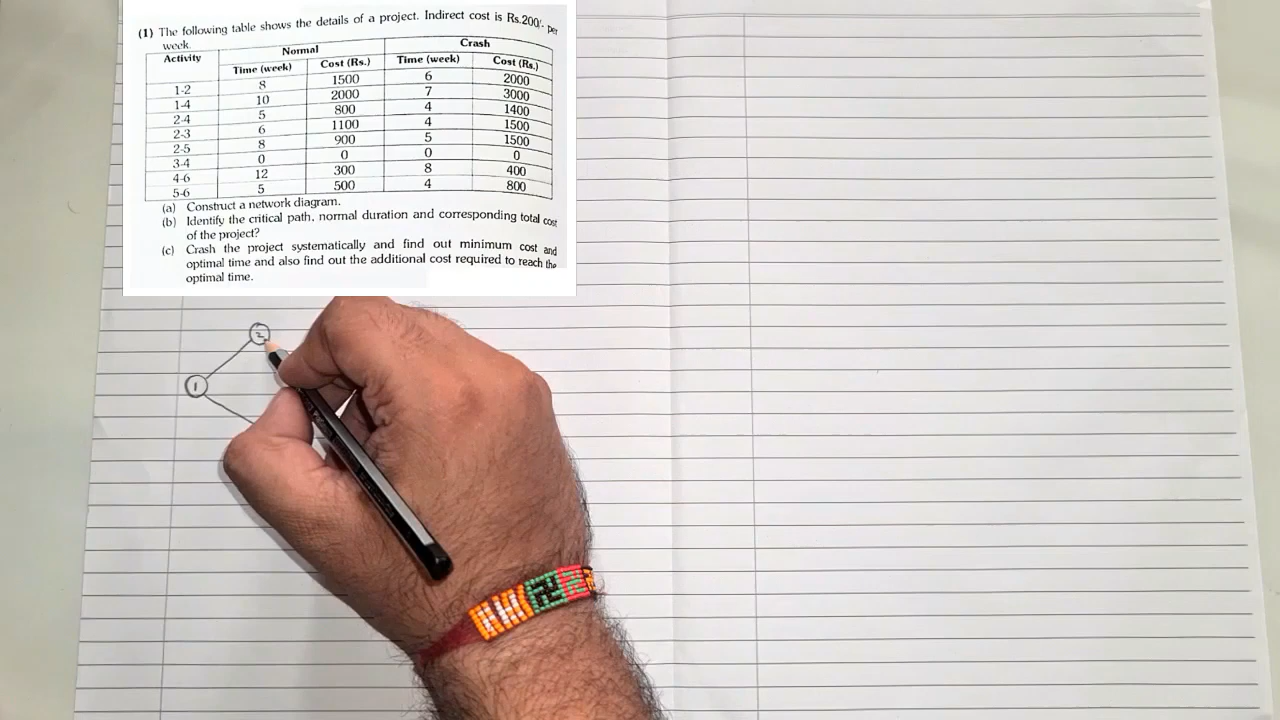 (1) The following table shows the details of a project. Indirect cost is Rs.200/- per
week.
Activity Normal Crash
Time (week) Cost (Rs.) Time (week) Cost (Rs.)
1-2 8 1500 6 2000
1-4 10 2000 7 3000
2-4 5 800 4 1400
2-3 6 1100 4 1500
2-5 8 900 5 1500
3-4 0 0 0 0
4-6 12 300 8 400
5-6 5 500 4 800
(a) Construct a network diagram.
(b) Identify the critical path, normal duration and corresponding total cost
of the project?
(c) Crash the project systematically and find out minimum cost and
optimal time and also find out the additional cost required to reach the
optimal time.
2
1